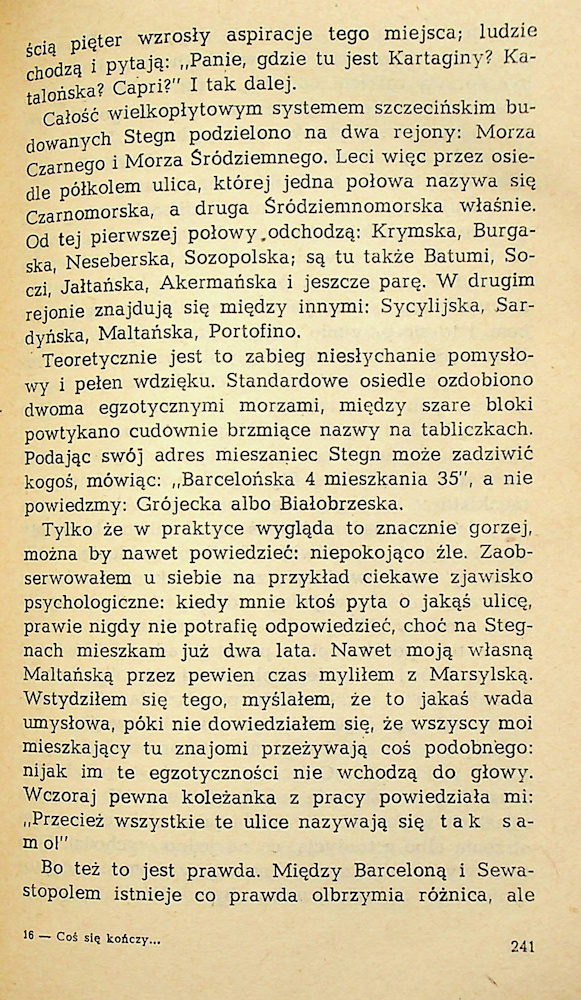 ścią pięter wzrosły aspiracje tego miejsca; ludzie
chodzą i pytają: „Panie, gdzie tu jest Kartaginy? Ka-
talońska? Capri?" I tak dalej.
Całość wielkopłytowym systemem szczecińskim bu-
dowanych Stegn podzielono na dwa rejony: Morza
Czarnego i Morza Śródziemnego. Leci więc przez osie-
dle półkolem ulica, której jedna połowa nazywa się
Czarnomorska, a druga Śródziemnomorska właśnie.
Od tej pierwszej połowy odchodzą: Krymska, Burga-
ska, Neseberska, Sozopolska; są tu także Batumi, So-
czi, Jałtańska, Akermańska i jeszcze parę. W drugim
rejonie znajdują się między innymi: Sycylijska, Sar-
dyńska, Maltańska, Portofino.
Teoretycznie jest to zabieg niesłychanie pomysło-
wy i pełen wdzięku. Standardowe osiedle ozdobiono
dwoma egzotycznymi morzami, między szare bloki
powtykano cudownie brzmiące nazwy na tabliczkach.
Podając swój adres mieszaniec Stegn może zadziwić
kogoś, mówiąc: „Barcelońska 4 mieszkania 35", a nie
powiedzmy: Grójecka albo Białobrzeska.
Tylko że w praktyce wygląda to znacznie gorzej,
można by nawet powiedzieć: niepokojąco źle. Zaob-
serwowałem u siebie na przykład ciekawe zjawisko
psychologiczne: kiedy mnie ktoś pyta o jakąś ulicę,
prawie nigdy nie potrafię odpowiedzieć, choć na Steg-
nach mieszkam już dwa lata. Nawet moją własną
Maltańską przez pewien czas myliłem z Marsylską.
Wstydziłem się tego, myślałem, że to jakaś wada
umysłowa, póki nie dowiedziałem się, że wszyscy moi
mieszkający tu znajomi przeżywają coś podobnego:
nijak im te egzotyczności nie wchodzą do głowy.
Wczoraj pewna koleżanka z pracy powiedziała mi:
„Przecież wszystkie te ulice nazywają się t a k s a-
m o!"
Bo też to jest prawda. Między Barceloną i Sewa-
stopolem istnieje co prawda olbrzymia różnica, ale
16 — Coś się kończy...
241